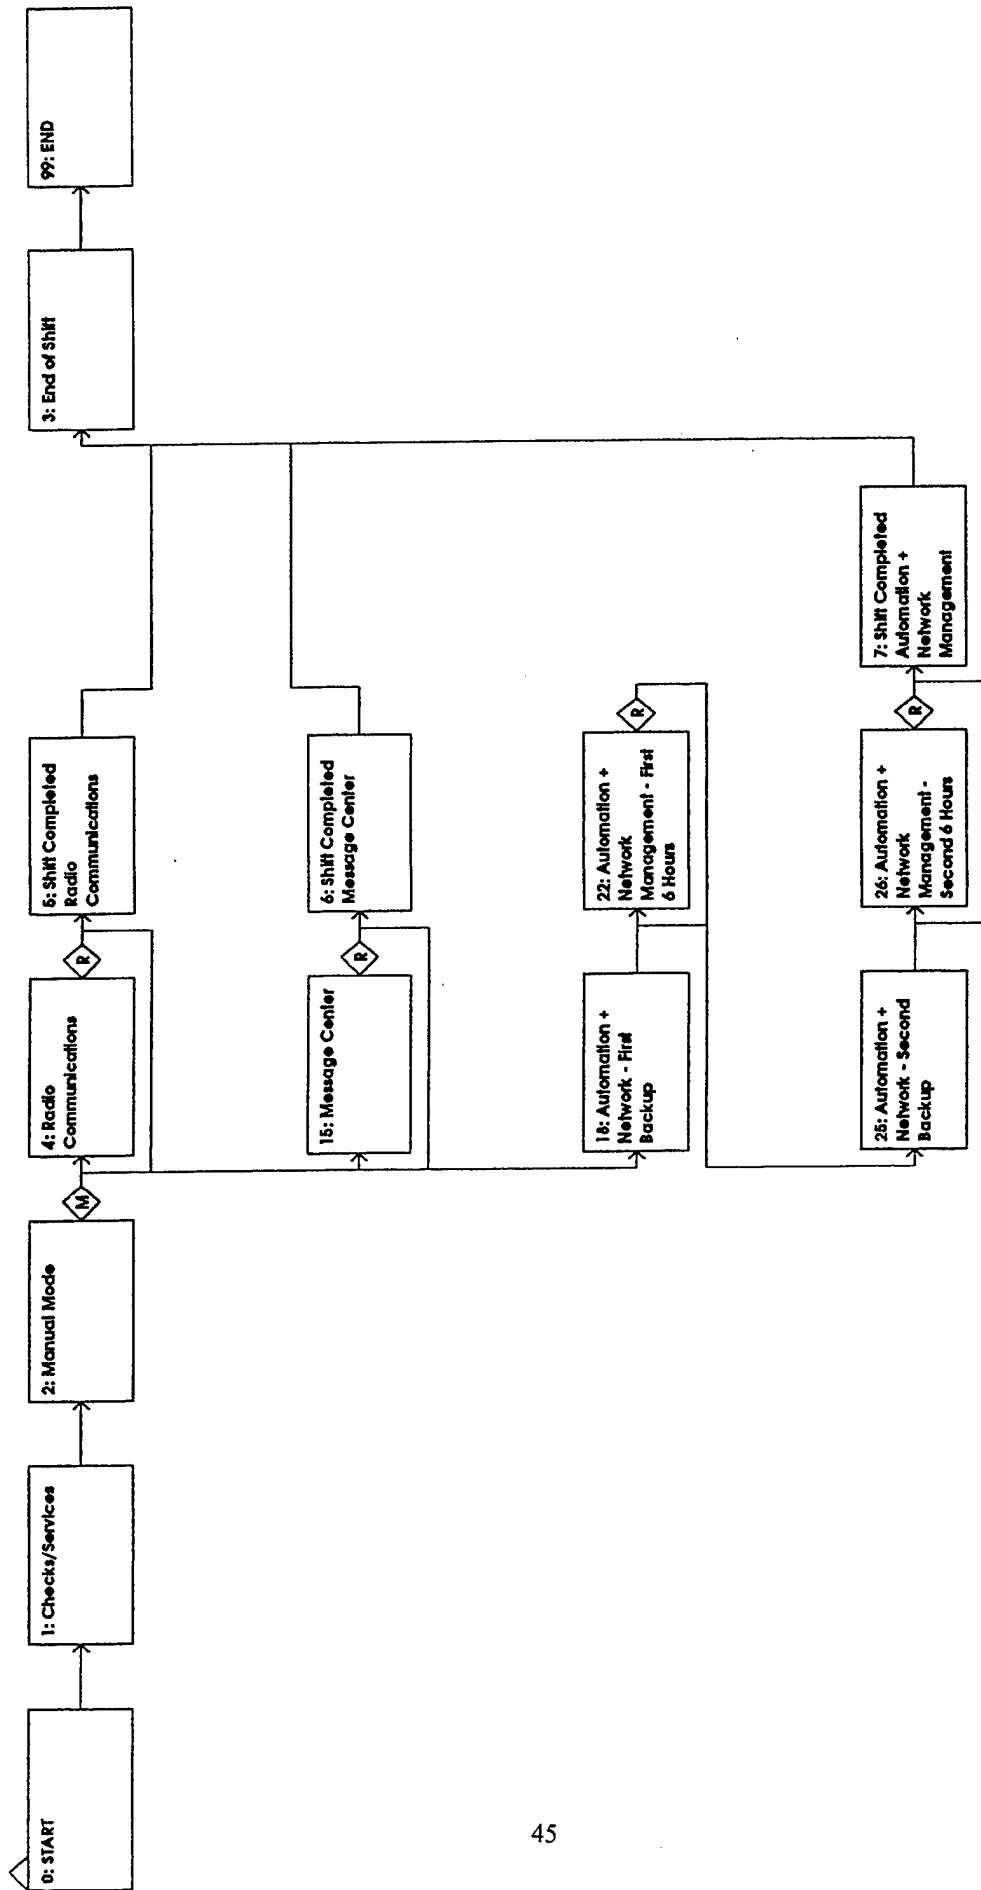 0: START
1: Checks/Services
2: Manual Mode
M
4: Radio
Communications
R
5: Shift Completed
Radio
Communications
3: End of Shift
99: END
15: Message Center
R
6: Shift Completed
Message Center
18: Automation +
Network - First
Backup
22: Automation +
Network
Management - First
6 Hours
R
25: Automation +
Network - Second
Backup
26: Automation +
Network
Management -
Second 6 Hours
R
7: Shift Completed
Automation +
Network
Management
45